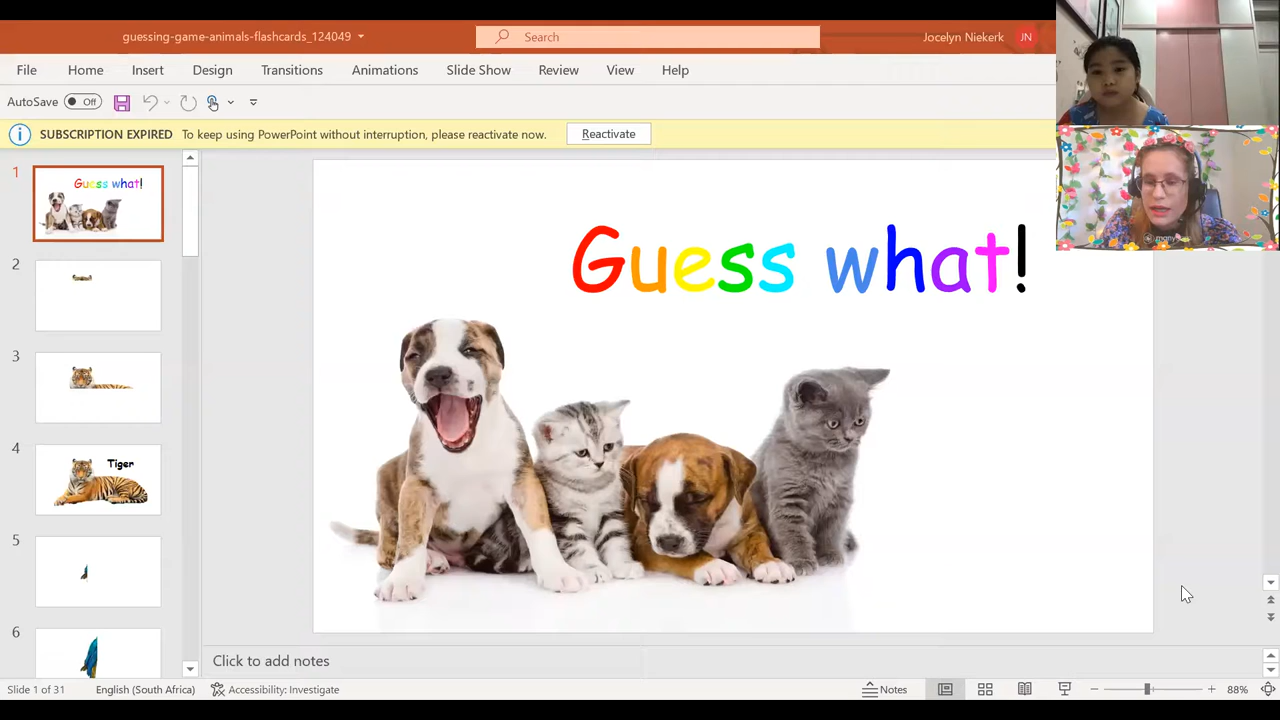 guessing-game-animals-flashcards_124049
Search
Jocelyn Niekerk
JN
File
Home
Insert
Design
Transitions
Animations
Slide Show
Review
View
Help
AutoSave
Off
SUBSCRIPTION EXPIRED To keep using PowerPoint without interruption, please reactivate now.
Reactivate
1
Guess what!
2
3
4
Tiger
5
6
Guess what!
Click to add notes
Slide 1 of 31
English (South Africa)
Accessibility: Investigate
Notes
88%